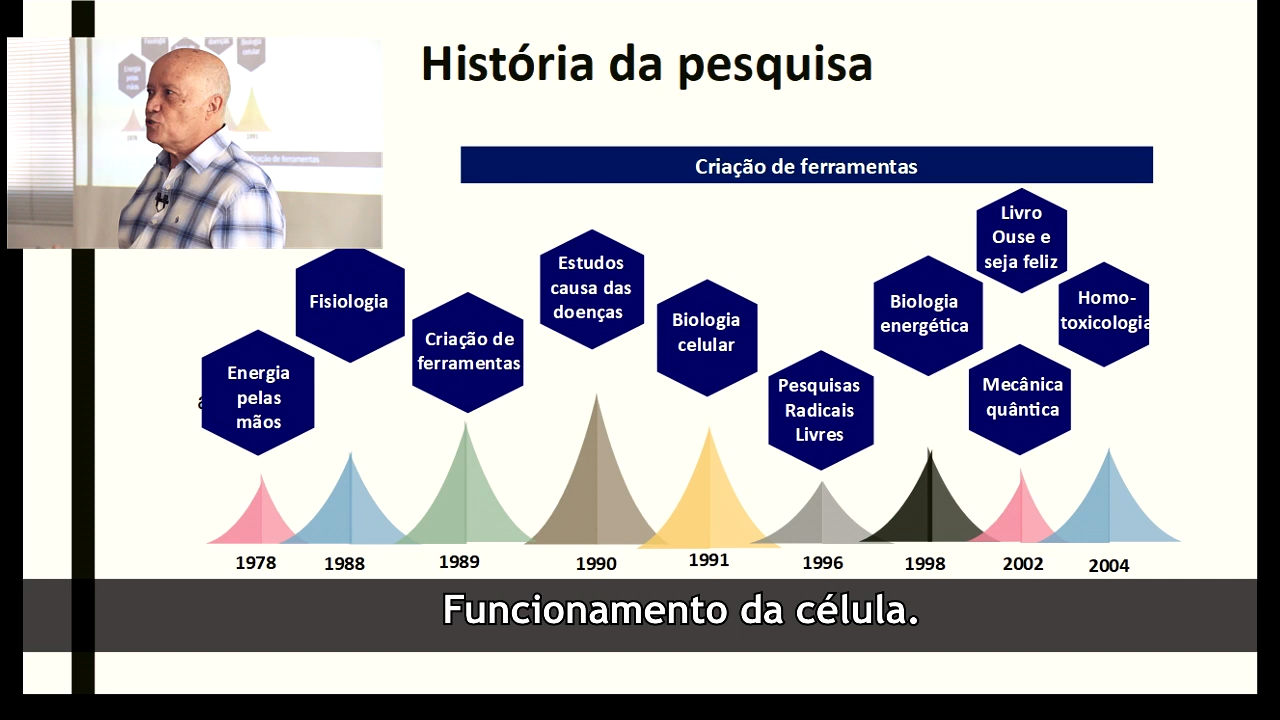 História da pesquisa
Criação de ferramentas
Energia
pelas
mãos
Fisiologia
Criação de
ferramentas
Estudos
causa das
doenças
Biologia
celular
Pesquisas
Radicais
Livres
Biologia
energética
Livro
Ouse e
seja feliz
Mecânica
quântica
Homo-
toxicologia
1978
1988
1989
1990
1991
1996
1998
2002
2004
Funcionamento da célula.